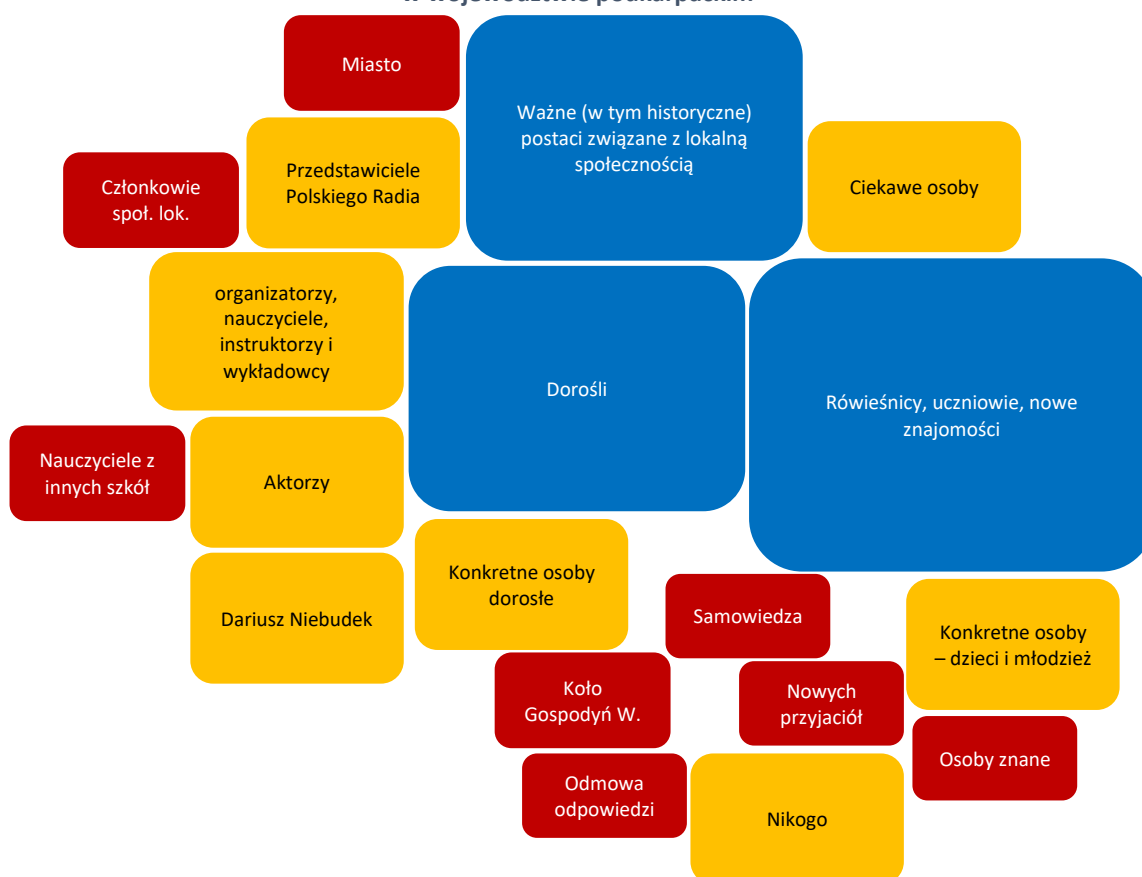 w województwie podkarpackim
Miasto
Ważne (w tym historyczne)
postaci związane z lokalną
społecznością
Przedstawiciele
Polskiego Radia
Ciekawe osoby
Członkowie
społ. lok.
organizatorzy,
nauczyciele,
instruktorzy i
wykładowcy
Dorośli
Rówieśnicy, uczniowie, nowe
znajomości
Nauczyciele z
innych szkół
Aktorzy
Konkretne osoby
dorosłe
Dariusz Niebudek
Samowiedza
Konkretne osoby
– dzieci i młodzież
Koło
Gospodyń W.
Nowych
przyjaciół
Osoby znane
Odmowa
odpowiedzi
Nikogo